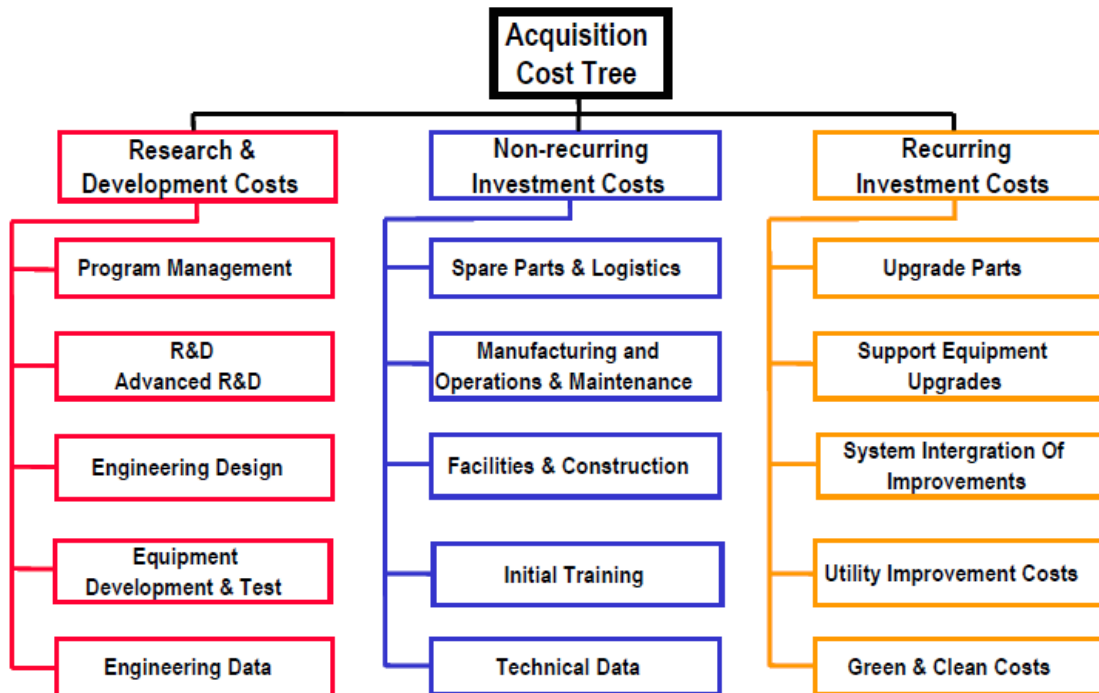 Acquisition
Cost Tree
Research &
Development Costs
Program Management
R&D
Advanced R&D
Engineering Design
Equipment
Development & Test
Engineering Data
Non-recurring
Investment Costs
Spare Parts & Logistics
Manufacturing and
Operations & Maintenance
Facilities & Construction
Initial Training
Technical Data
Recurring
Investment Costs
Upgrade Parts
Support Equipment
Upgrades
System Intergration Of
Improvements
Utility Improvement Costs
Green & Clean Costs